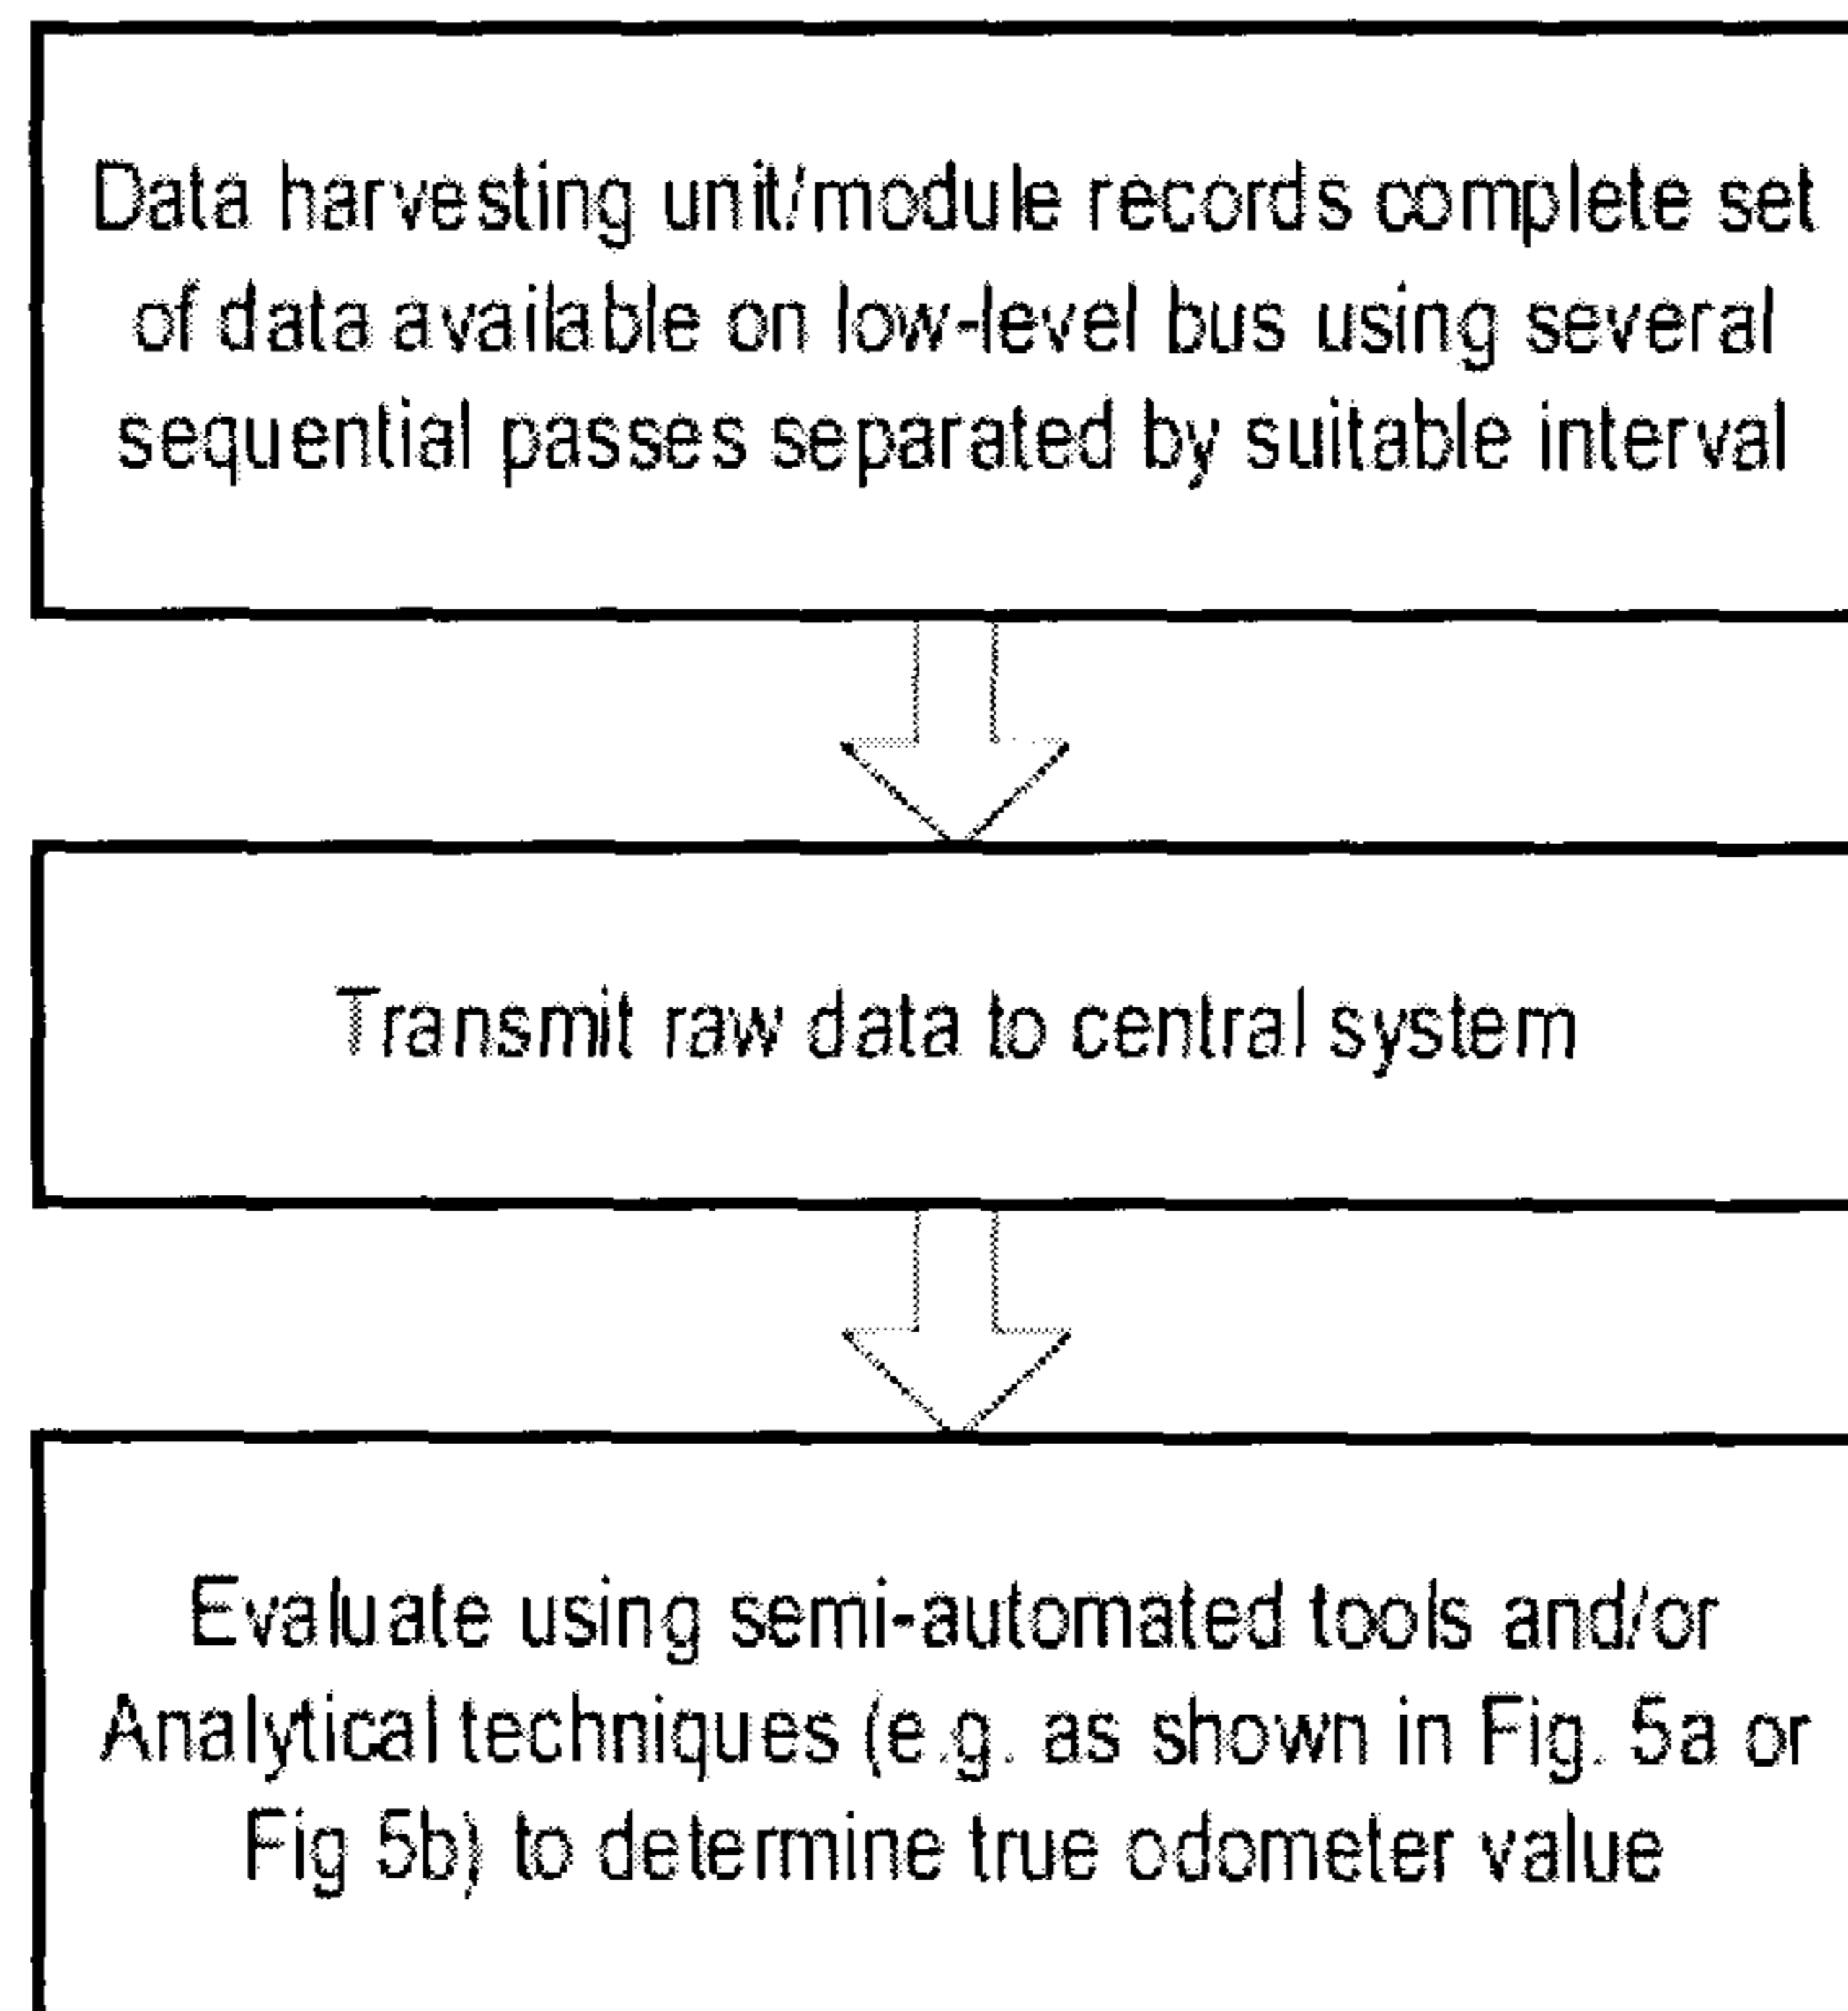 Data harvesting unit/module records complete set
of data available on low-level bus using several
sequential passes separated by suitable interval
Transmit raw data to central system
Evaluate using semi-automated tools and/or
Analytical techniques (e.g. as shown in Fig. 5a or
Fig 5b) to determine true odometer value